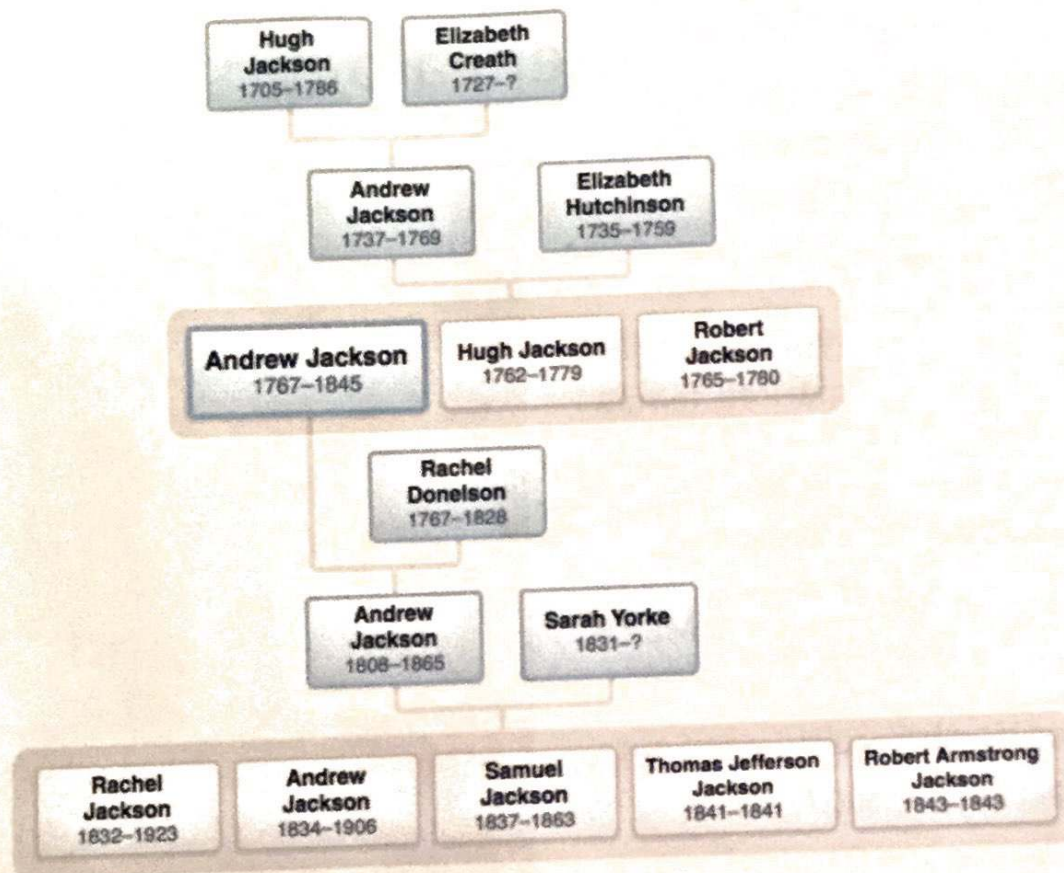 Hugh
Jackson
1705–1786
Elizabeth
Creath
1727–?
Andrew
Jackson
1737–1769
Elizabeth
Hutchinson
1735–1759
Andrew Jackson
1767–1845
Hugh Jackson
1762–1779
Robert
Jackson
1765–1780
Rachel
Donelson
1767–1828
Andrew
Jackson
1808–1865
Sarah Yorke
1831–?
Rachel
Jackson
1832–1923
Andrew
Jackson
1834–1906
Samuel
Jackson
1837–1863
Thomas Jefferson
Jackson
1841–1841
Robert Armstrong
Jackson
1843–1843